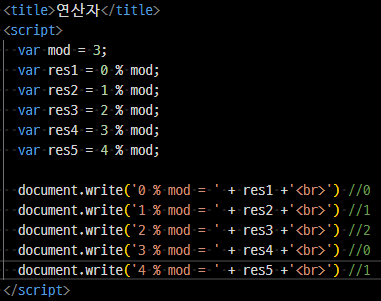 <title>연산자</title>
<script>
var mod = 3;
var res1 = 0 % mod;
var res2 = 1 % mod;
var res3 = 2 % mod;
var res4 = 3 % mod;
var res5 = 4 % mod;
document.write('0 % mod = ' + res1 +'<br>') //0
document.write('1 % mod = ' + res2 +'<br>') //1
document.write('2 % mod = ' + res3 +'<br>') //2
document.write('3 % mod = ' + res4 +'<br>') //0
document.write('4 % mod = ' + res5 +'<br>') //1
</script>